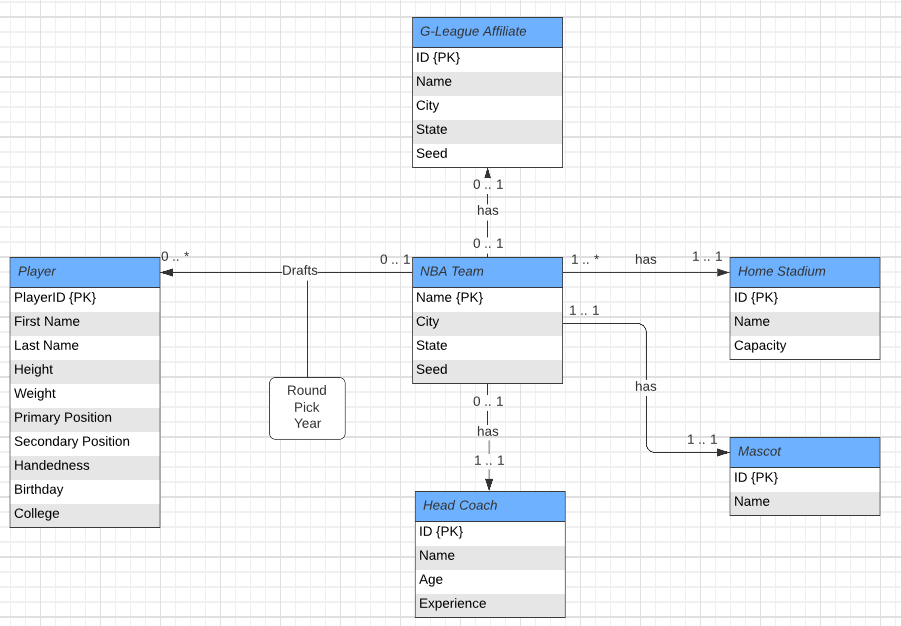 G-League Affiliate
ID {PK}
Name
City
State
Seed
0 .. 1
has
0 .. 1
Player
PlayerID {PK}
First Name
Last Name
Height
Weight
Primary Position
Secondary Position
Handedness
Birthday
College
0 .. *
Drafts
0 .. 1
Round
Pick
Year
NBA Team
Name {PK}
City
State
Seed
1 .. *
has
1 .. 1
Home Stadium
ID {PK}
Name
Capacity
1 .. 1
has
1 .. 1
Mascot
ID {PK}
Name
0 .. 1
has
1 .. 1
Head Coach
ID {PK}
Name
Age
Experience